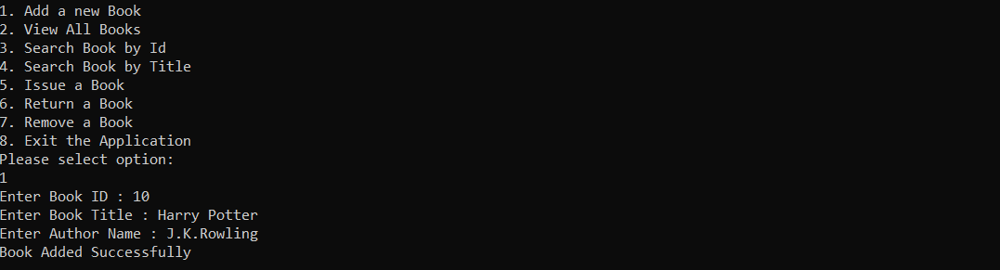 1. Add a new Book
2. View All Books
3. Search Book by Id
4. Search Book by Title
5. Issue a Book
6. Return a Book
7. Remove a Book
8. Exit the Application
Please select option:
1
Enter Book ID : 10
Enter Book Title : Harry Potter
Enter Author Name : J.K.Rowling
Book Added Successfully